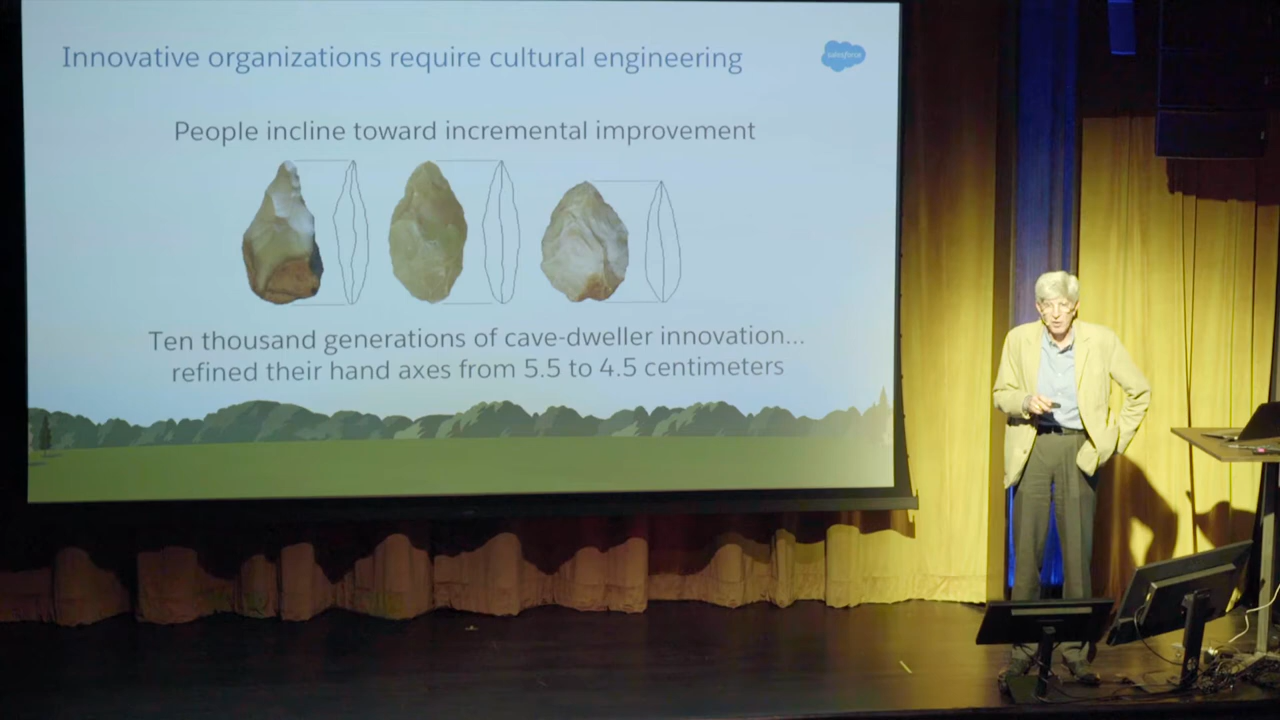 Innovative organizations require cultural engineering
salesforce
People incline toward incremental improvement
Ten thousand generations of cave-dweller innovation...
refined their hand axes from 5.5 to 4.5 centimeters